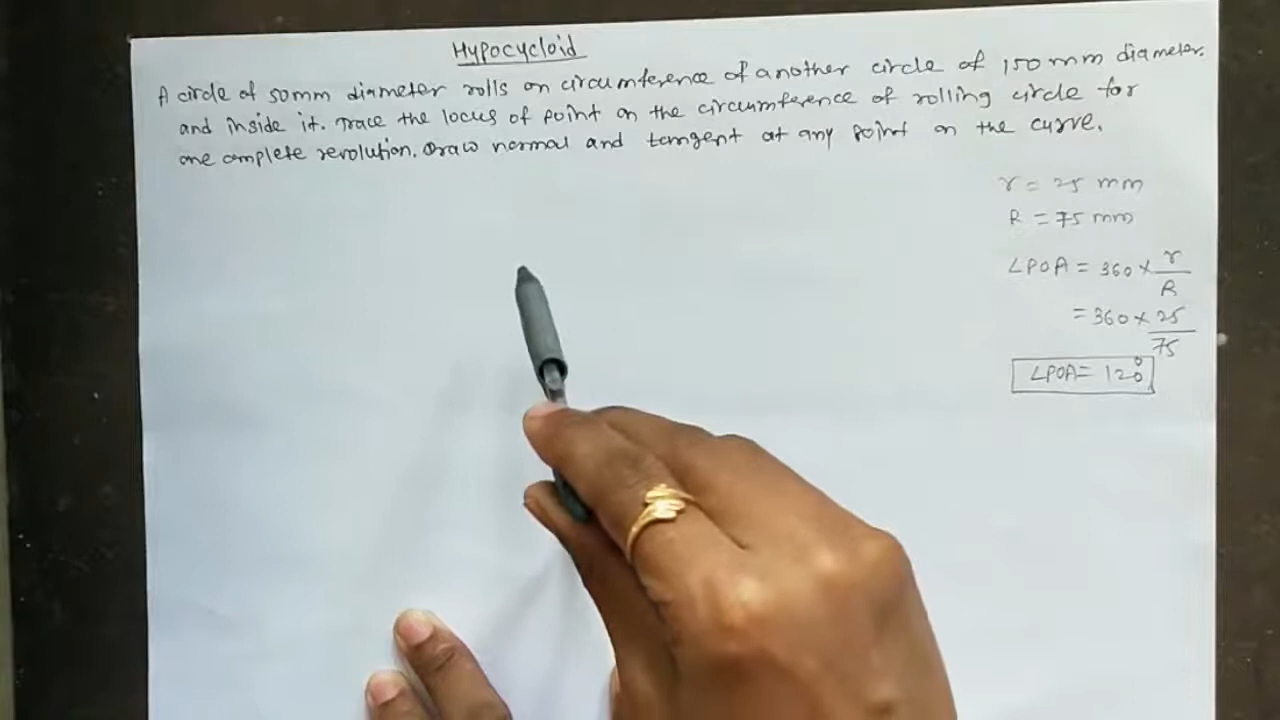 Hypocycloid
A circle of 50mm diameter rolls on circumference of another circle of 150mm diameter.
and inside it. Trace the locus of point on the circumference of rolling circle for
one complete revolution. Draw normal and tangent at any point on the curve.
r = 25 mm
R = 75 mm
∠POA = 360 × r/R
= 360 × 25/75
∠POA = 120°